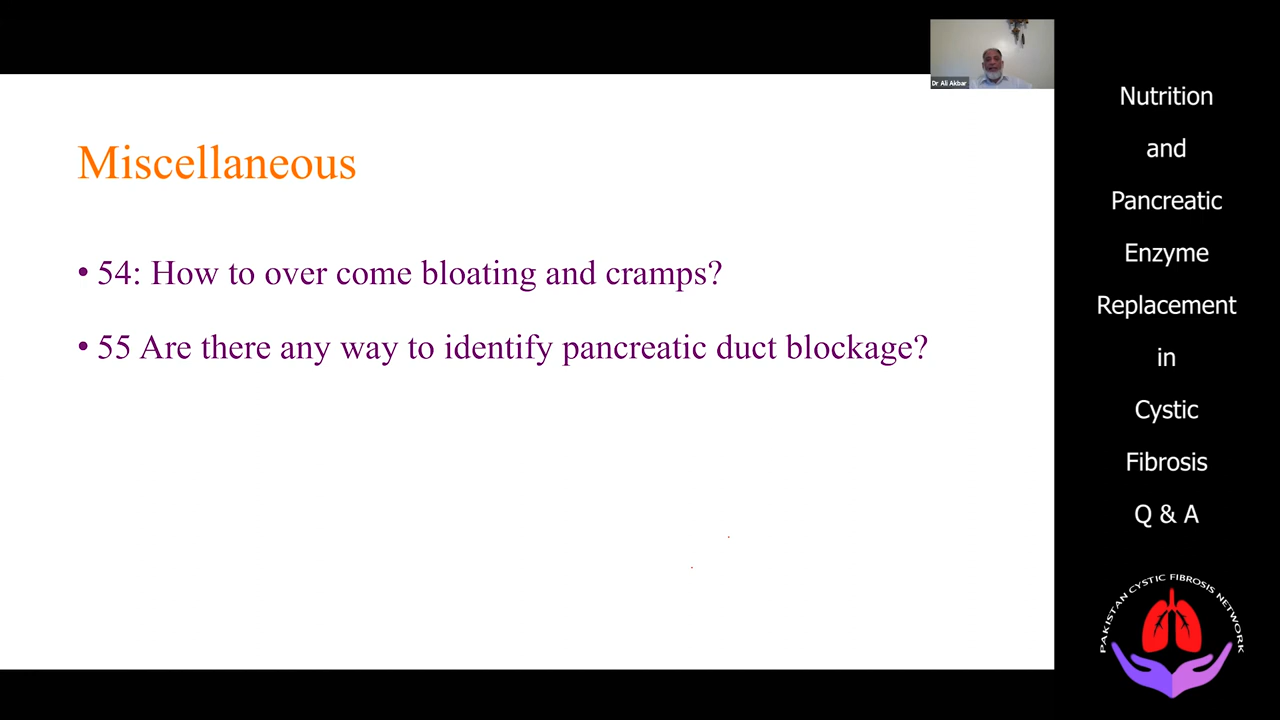 Dr Ali Akbar
Miscellaneous
• 54: How to over come bloating and cramps?
• 55 Are there any way to identify pancreatic duct blockage?
Nutrition
and
Pancreatic
Enzyme
Replacement
in
Cystic
Fibrosis
Q & A
PAKISTAN CYSTIC FIBROSIS NETWORK